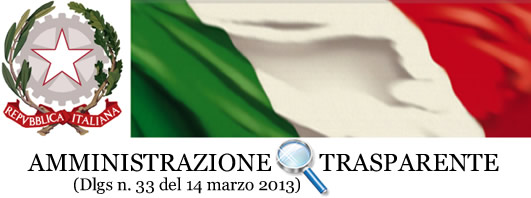 REPVBBLICA ITALIANA
AMMINISTRAZIONE TRASPARENTE
(Dlgs n. 33 del 14 marzo 2013)